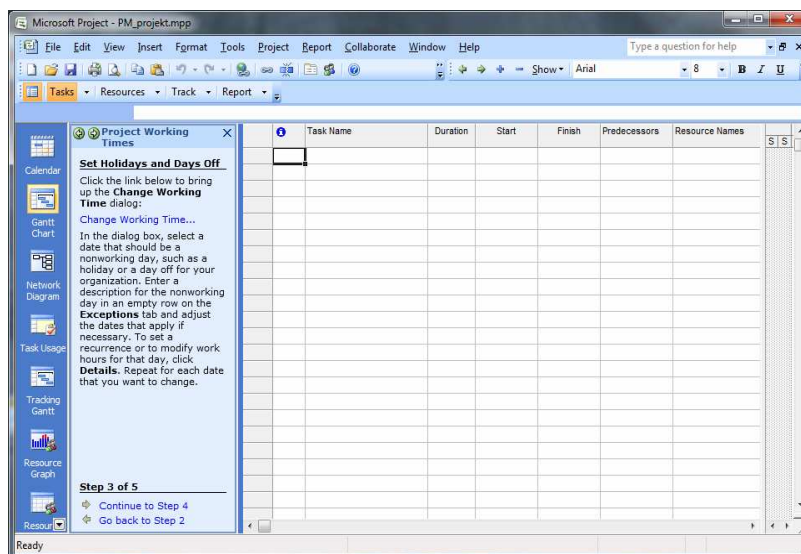 Microsoft Project - PM_projekt.mpp
File Edit View Insert Format Tools Project Report Collaborate Window Help Type a question for help
Show Arial 8 B I U
Tasks Resources Track Report
Project Working
Times
Set Holidays and Days Off
Click the link below to bring
up the Change Working
Time dialog:
Change Working Time...
In the dialog box, select a
date that should be a
nonworking day, such as a
holiday or a day off for your
organization. Enter a
description for the nonworking
day in an empty row on the
Exceptions tab and adjust
the dates that apply if
necessary. To set a
recurrence or to modify work
hours for that day, click
Details. Repeat for each date
that you want to change.
Step 3 of 5
Continue to Step 4
Go back to Step 2
Calendar
Gantt
Chart
Network
Diagram
Task Usage
Tracking
Gantt
Resource
Graph
Resour
Task Name Duration Start Finish Predecessors Resource Names
S S
Ready